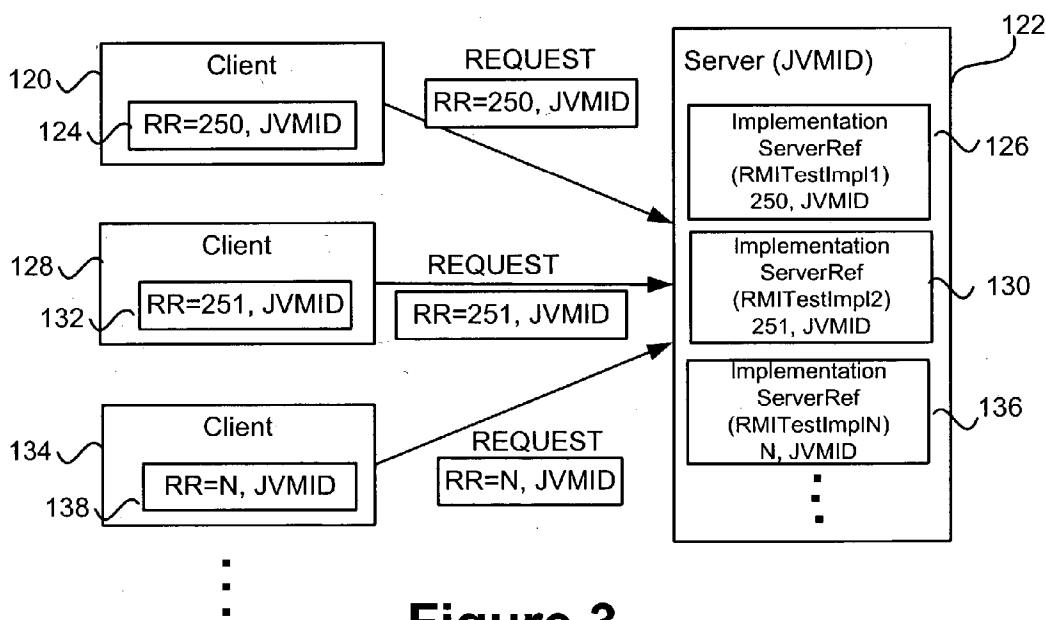 122
Client
REQUEST
Server (JVMID)
120
RR=250, JVMID
124
RR=250, JVMID
Implementation
ServerRef
(RMITestImpl1)
250, JVMID
126
Client
REQUEST
128
RR=251, JVMID
132
RR=251, JVMID
Implementation
ServerRef
(RMITestImpl2)
251, JVMID
130
Client
REQUEST
134
RR=N, JVMID
138
RR=N, JVMID
Implementation
ServerRef
(RMITestImplN)
N, JVMID
136
Figure 3